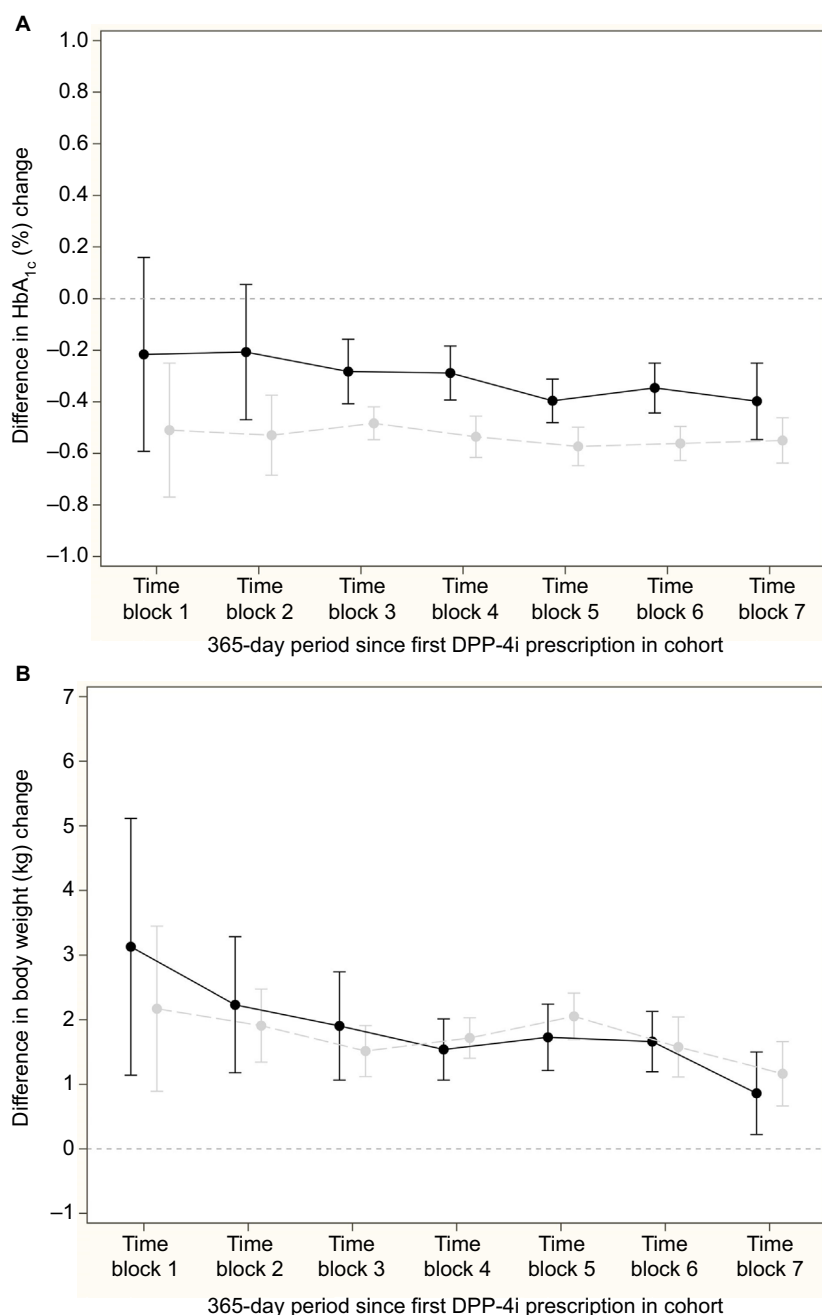 A
1.0
0.8
0.6
0.4
0.2
0.0
–0.2
–0.4
–0.6
–0.8
–1.0
Difference in HbA1c (%) change
Time block 1
Time block 2
Time block 3
Time block 4
Time block 5
Time block 6
Time block 7
365-day period since first DPP-4i prescription in cohort
B
7
6
5
4
3
2
1
0
–1
Difference in body weight (kg) change
Time block 1
Time block 2
Time block 3
Time block 4
Time block 5
Time block 6
Time block 7
365-day period since first DPP-4i prescription in cohort